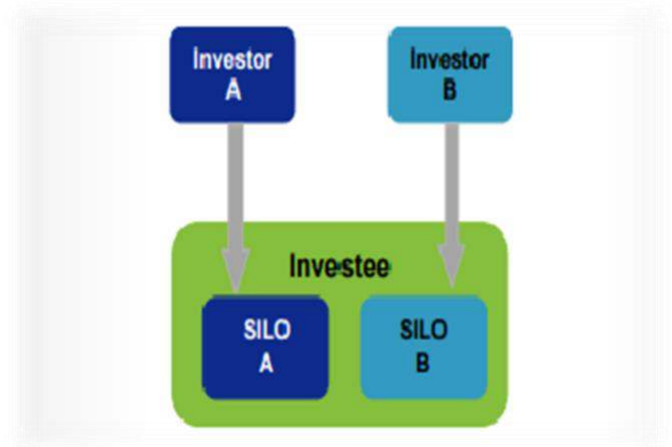 Investor
A
Investor
B
Investee
SILO
A
SILO
B